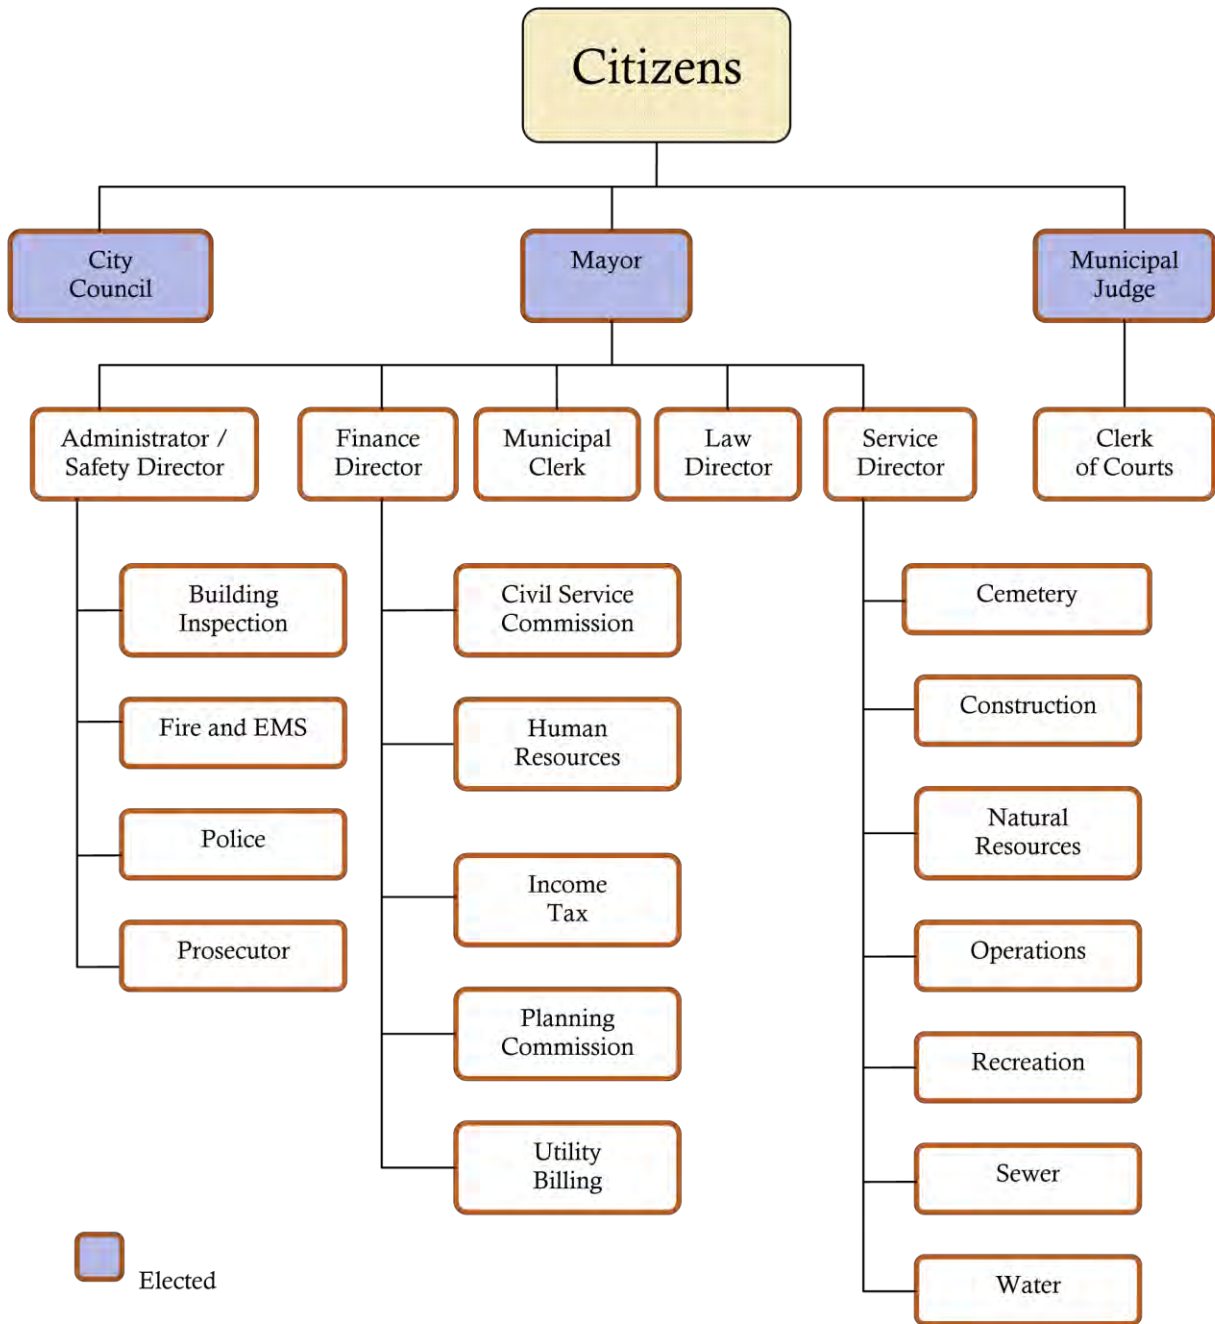 Citizens
City
Council
Mayor
Municipal
Judge
Administrator /
Safety Director
Finance
Director
Municipal
Clerk
Law
Director
Service
Director
Clerk
of Courts
Building
Inspection
Fire and EMS
Police
Prosecutor
Civil Service
Commission
Human
Resources
Income
Tax
Planning
Commission
Utility
Billing
Cemetery
Construction
Natural
Resources
Operations
Recreation
Sewer
Water
Elected